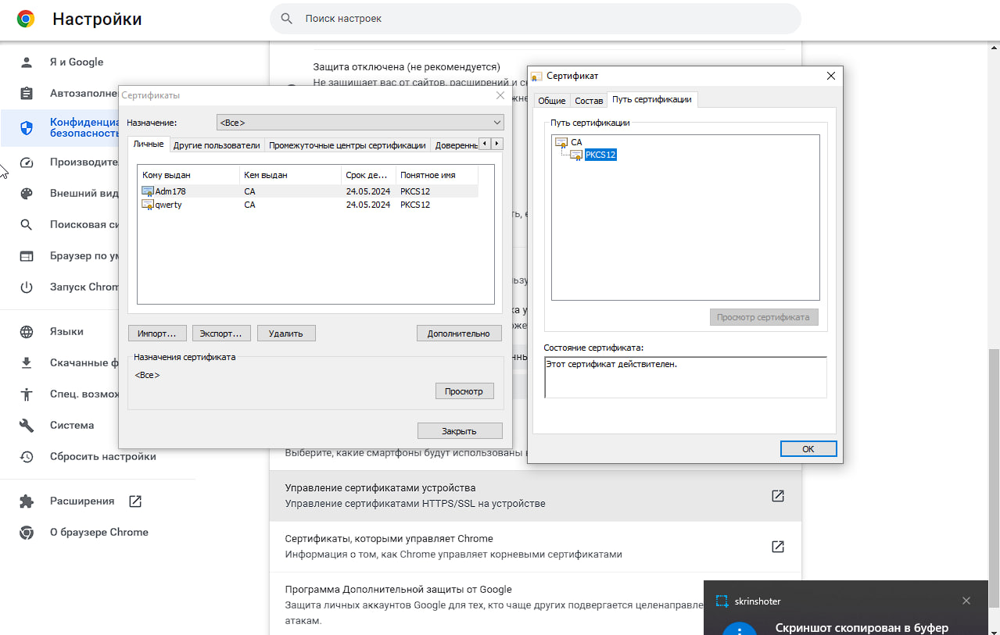 Настройки
Поиск настроек
Я и Google
Автозаполне
Конфиденциа
безопасность
Производите
Внешний вид
Поисковая си
Браузер по ум
Запуск Chrom
Языки
Скачанные ф
Спец. возмож
Система
Сбросить настройки
Расширения
О браузере Chrome
Защита отключена (не рекомендуется)
Не защищает вас от сайтов, расширений и ск
Сертификаты
Назначение:
<Все>
Личные
Другие пользователи
Промежуточные центры сертификации
Доверенны
Кому выдан
Кем выдан
Срок де...
Понятное имя
Adm178
CA
24.05.2024
PKCS12
qwerty
CA
24.05.2024
PKCS12
Импорт...
Экспорт...
Удалить
Дополнительно
Назначения сертификата
<Все>
Просмотр
Закрыть
Сертификат
Общие
Состав
Путь сертификации
Путь сертификации
CA
PKCS12
Просмотр сертификата
Состояние сертификата:
Этот сертификат действителен.
ОК
Выберите, какие смартфоны будут использованы в
Управление сертификатами устройства
Управление сертификатами HTTPS/SSL на устройстве
Сертификаты, которыми управляет Chrome
Информация о том, как Chrome управляет корневыми сертификатами
Программа Дополнительной защиты от Google
Защита личных аккаунтов Google для тех, кто чаще других подвергается целенаправле
атакам.
skrinshoter
Скриншот скопирован в буфер